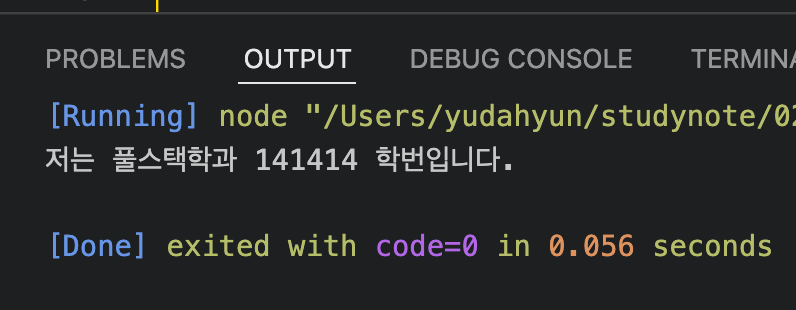 PROBLEMS OUTPUT DEBUG CONSOLE TERMINA
[Running] node "/Users/yudahyun/studynote/02
저는 풀스택학과 141414 학번입니다.
[Done] exited with code=0 in 0.056 seconds